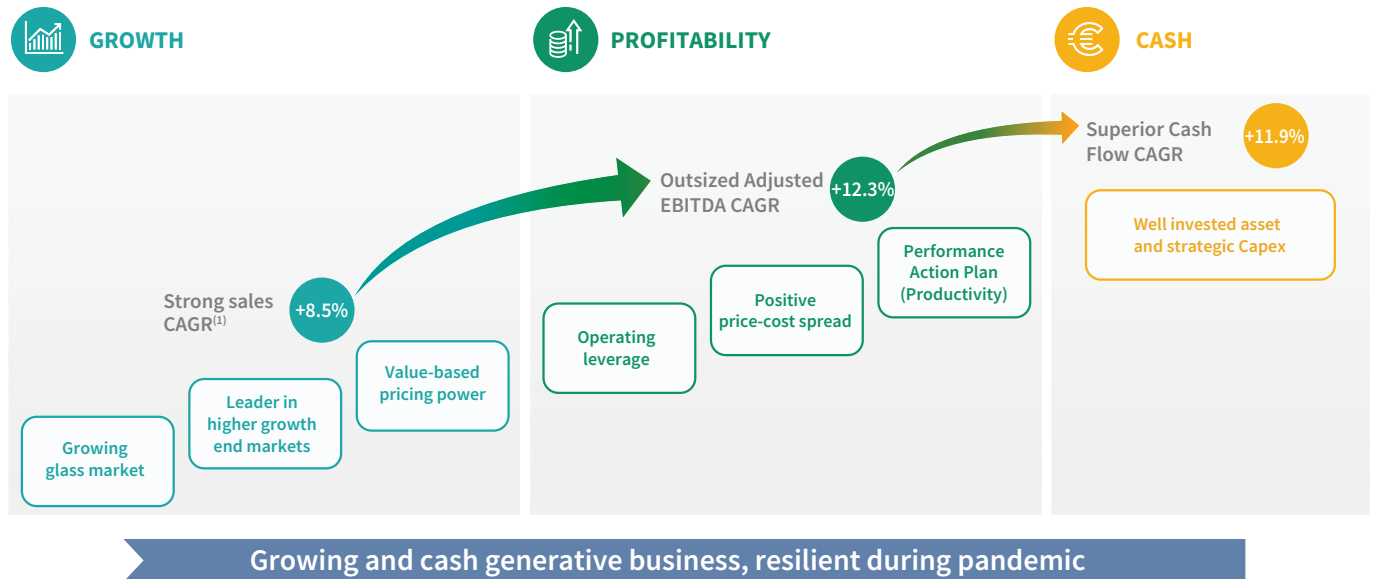 GROWTH
Strong sales
CAGR(1)
+8.5%
Growing
glass market
Leader in
higher growth
end markets
Value-based
pricing power
PROFITABILITY
Outsized Adjusted
EBITDA CAGR
+12.3%
Operating
leverage
Positive
price-cost spread
Performance
Action Plan
(Productivity)
CASH
Superior Cash
Flow CAGR
+11.9%
Well invested asset
and strategic Capex
Growing and cash generative business, resilient during pandemic